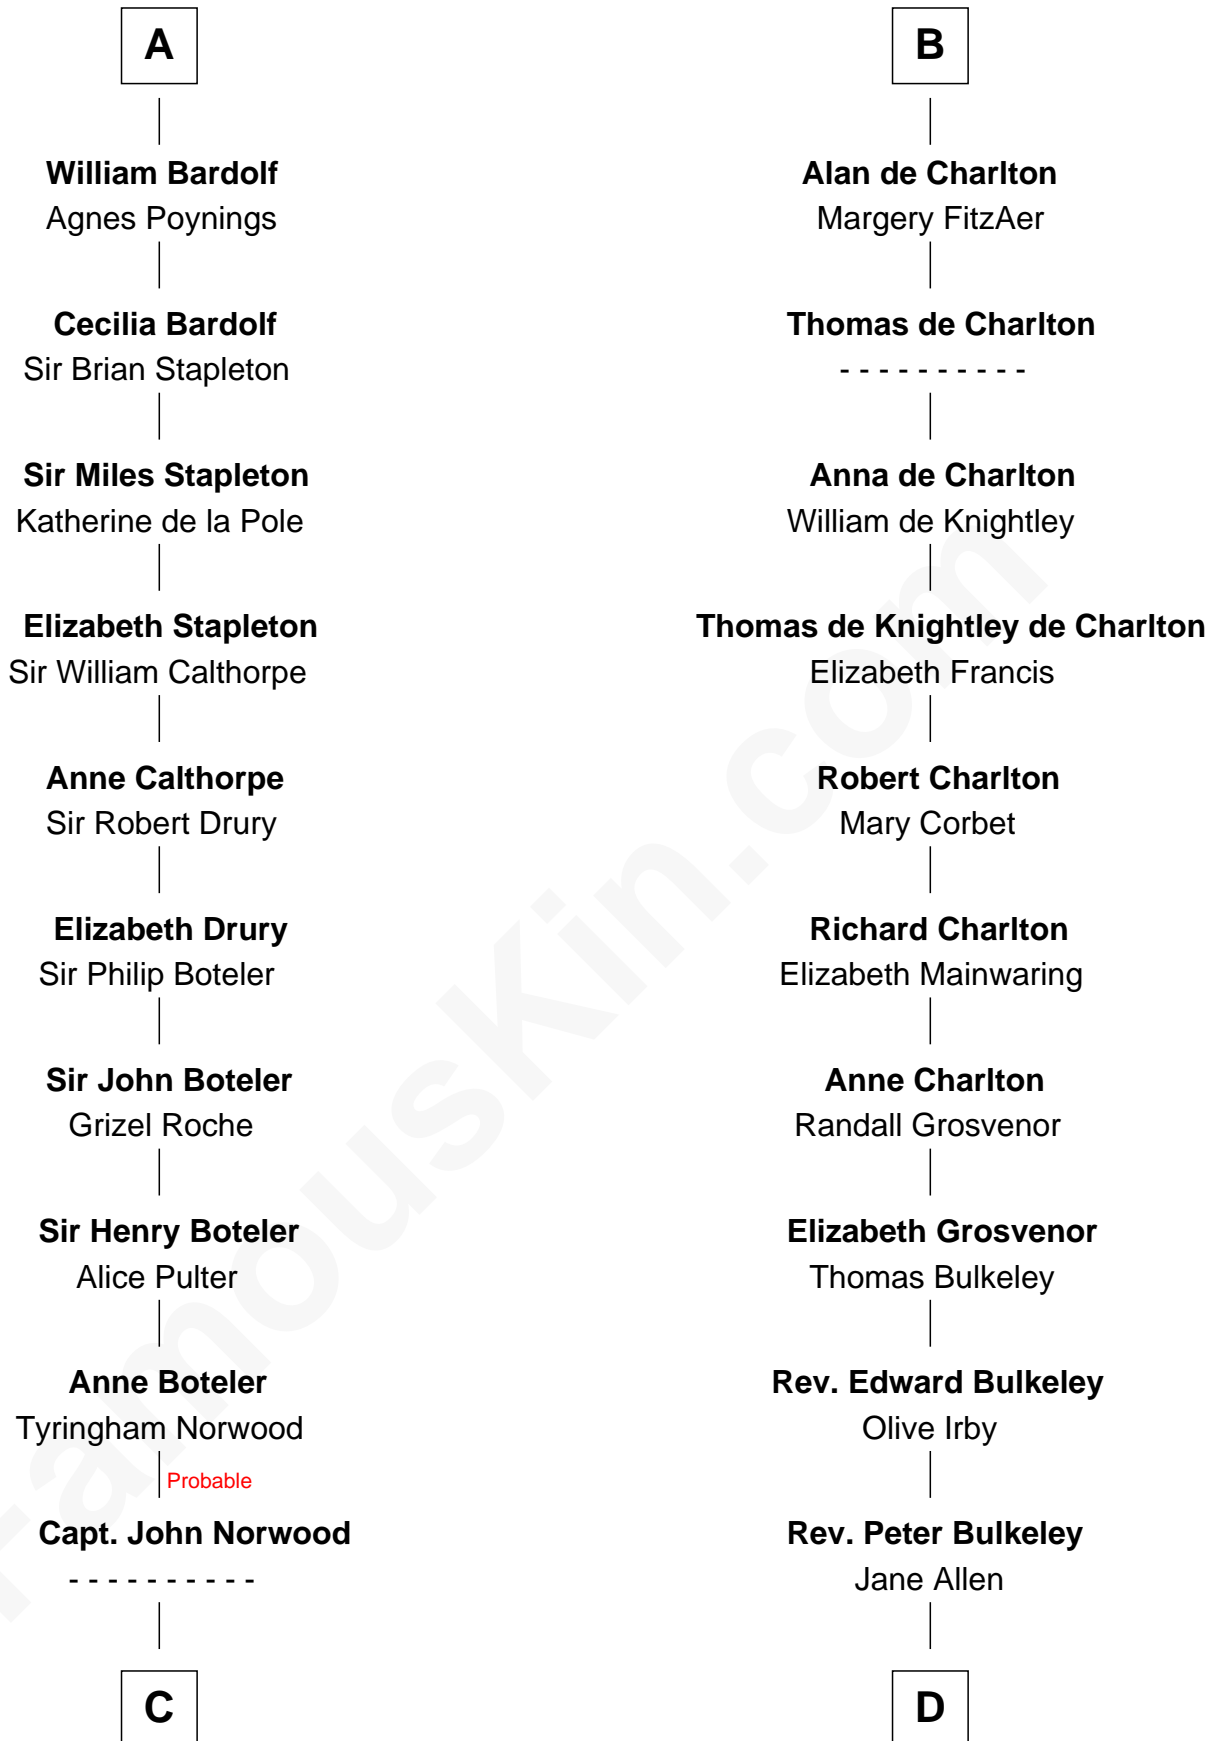 A
William Bardolf
Agnes Poynings
Cecilia Bardolf
Sir Brian Stapleton
Sir Miles Stapleton
Katherine de la Pole
Elizabeth Stapleton
Sir William Calthorpe
Anne Calthorpe
Sir Robert Drury
Elizabeth Drury
Sir Philip Boteler
Sir John Boteler
Grizel Roche
Sir Henry Boteler
Alice Pulter
Anne Boteler
Tyringham Norwood
Probable
Capt. John Norwood
- - - - - - - - - -
C
B
Alan de Charlton
Margery FitzAer
Thomas de Charlton
- - - - - - - - - -
Anna de Charlton
William de Knightley
Thomas de Knightley de Charlton
Elizabeth Francis
Robert Charlton
Mary Corbet
Richard Charlton
Elizabeth Mainwaring
Anne Charlton
Randall Grosvenor
Elizabeth Grosvenor
Thomas Bulkeley
Rev. Edward Bulkeley
Olive Irby
Rev. Peter Bulkeley
Jane Allen
D
FamousKin.com